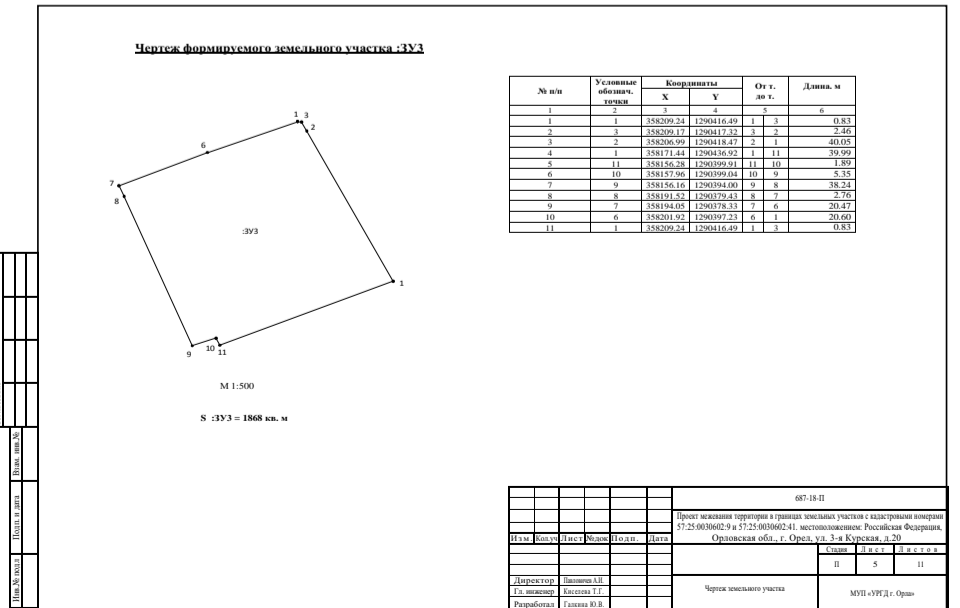 Чертеж формируемого земельного участка :ЗУ3
1 3
2
6
7
8
:ЗУ3
1
9
10
11
М 1:500
S :ЗУ3 = 1868 кв. м
№ п/п Условные обознач. точки Координаты От т. до т. Длина. м
X Y
1 2 3 4 5 6
1 1 358209.24 1290416.49 1 3 0.83
2 3 358209.17 1290417.32 3 2 2.46
3 2 358206.99 1290418.47 2 1 40.05
4 1 358171.44 1290436.92 1 11 39.99
5 11 358156.28 1290399.91 11 10 1.89
6 10 358157.96 1290399.04 10 9 5.35
7 9 358156.16 1290394.00 9 8 38.24
8 8 358191.52 1290379.43 8 7 2.76
9 7 358194.05 1290378.33 7 6 20.47
10 6 358201.92 1290397.23 6 1 20.60
11 1 358209.24 1290416.49 1 3 0.83
Взам. инв.№
Подп. и дата
Инв.№ подл
687-18-П
Проект межевания территории в границах земельных участков с кадастровыми номерами
57:25:0030602:9 и 57:25:0030602:41. местоположением: Российская Федерация,
Орловская обл., г. Орел, ул. 3-я Курская, д.20
Изм. Кол.уч Лист №док Подп. Дата
Стадия Лист Листов
П 5 11
Директор
Гл. инженер Киселева Т.Г.
Разработал Галкина Ю.В.
Чертеж земельного участка
МУП «УРГД г. Орла»